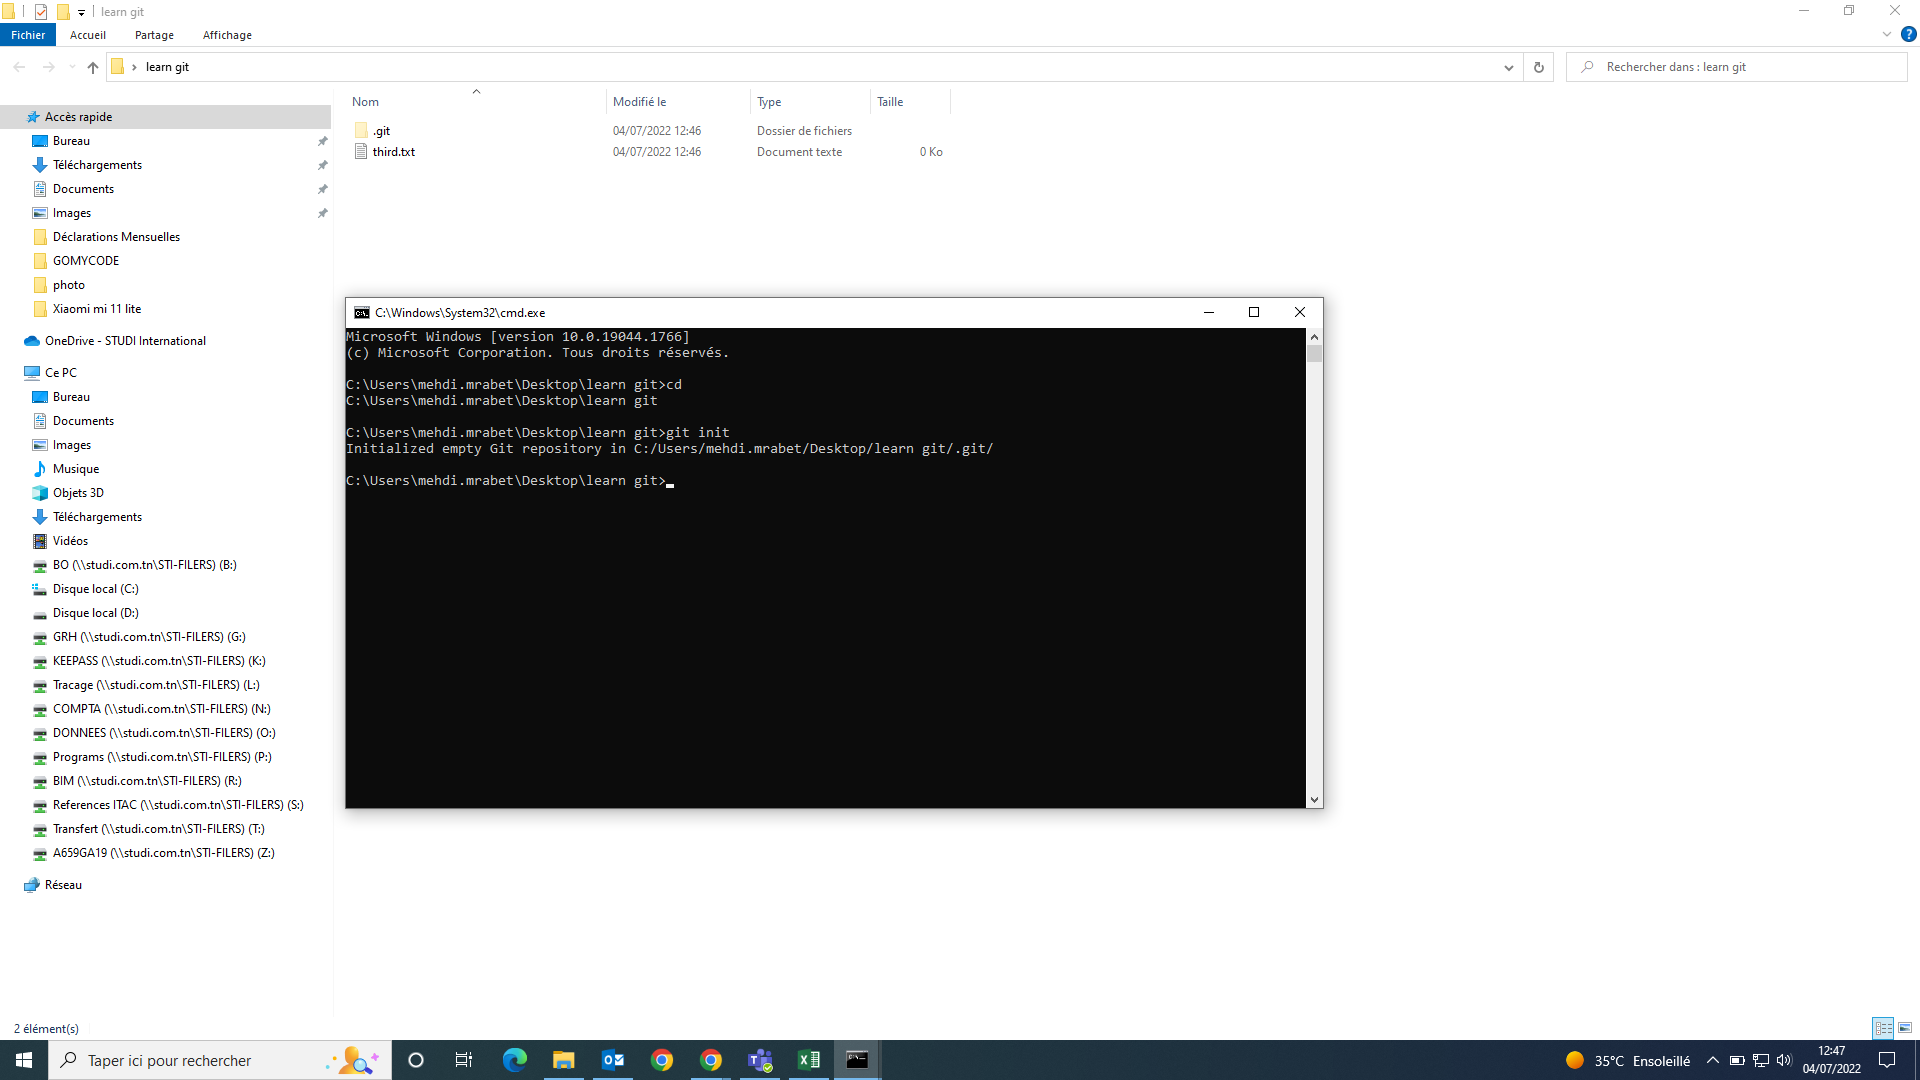 learn git
Fichier Accueil Partage Affichage
learn git
Rechercher dans : learn git
Nom Modifié le Type Taille
.git 04/07/2022 12:46 Dossier de fichiers
third.txt 04/07/2022 12:46 Document texte 0 Ko
Accès rapide
Bureau
Téléchargements
Documents
Images
Déclarations Mensuelles
GOMYCODE
photo
Xiaomi mi 11 lite
OneDrive - STUDI International
Ce PC
Bureau
Documents
Images
Musique
Objets 3D
Téléchargements
Vidéos
BO (\\studi.com.tn\STI-FILERS) (B:)
Disque local (C:)
Disque local (D:)
GRH (\\studi.com.tn\STI-FILERS) (G:)
KEEPASS (\\studi.com.tn\STI-FILERS) (K:)
Tracage (\\studi.com.tn\STI-FILERS) (L:)
COMPTA (\\studi.com.tn\STI-FILERS) (N:)
DONNEES (\\studi.com.tn\STI-FILERS) (O:)
Programs (\\studi.com.tn\STI-FILERS) (P:)
BIM (\\studi.com.tn\STI-FILERS) (R:)
References ITAC (\\studi.com.tn\STI-FILERS) (S:)
Transfert (\\studi.com.tn\STI-FILERS) (T:)
A659GA19 (\\studi.com.tn\STI-FILERS) (Z:)
Réseau
C:\Windows\System32\cmd.exe
Microsoft Windows [version 10.0.19044.1766]
(c) Microsoft Corporation. Tous droits réservés.
C:\Users\mehdi.mrabet\Desktop\learn git>cd
C:\Users\mehdi.mrabet\Desktop\learn git
C:\Users\mehdi.mrabet\Desktop\learn git>git init
Initialized empty Git repository in C:/Users/mehdi.mrabet/Desktop/learn git/.git/
C:\Users\mehdi.mrabet\Desktop\learn git>
2 élément(s)
Taper ici pour rechercher
35°C Ensoleillé
12:47
04/07/2022